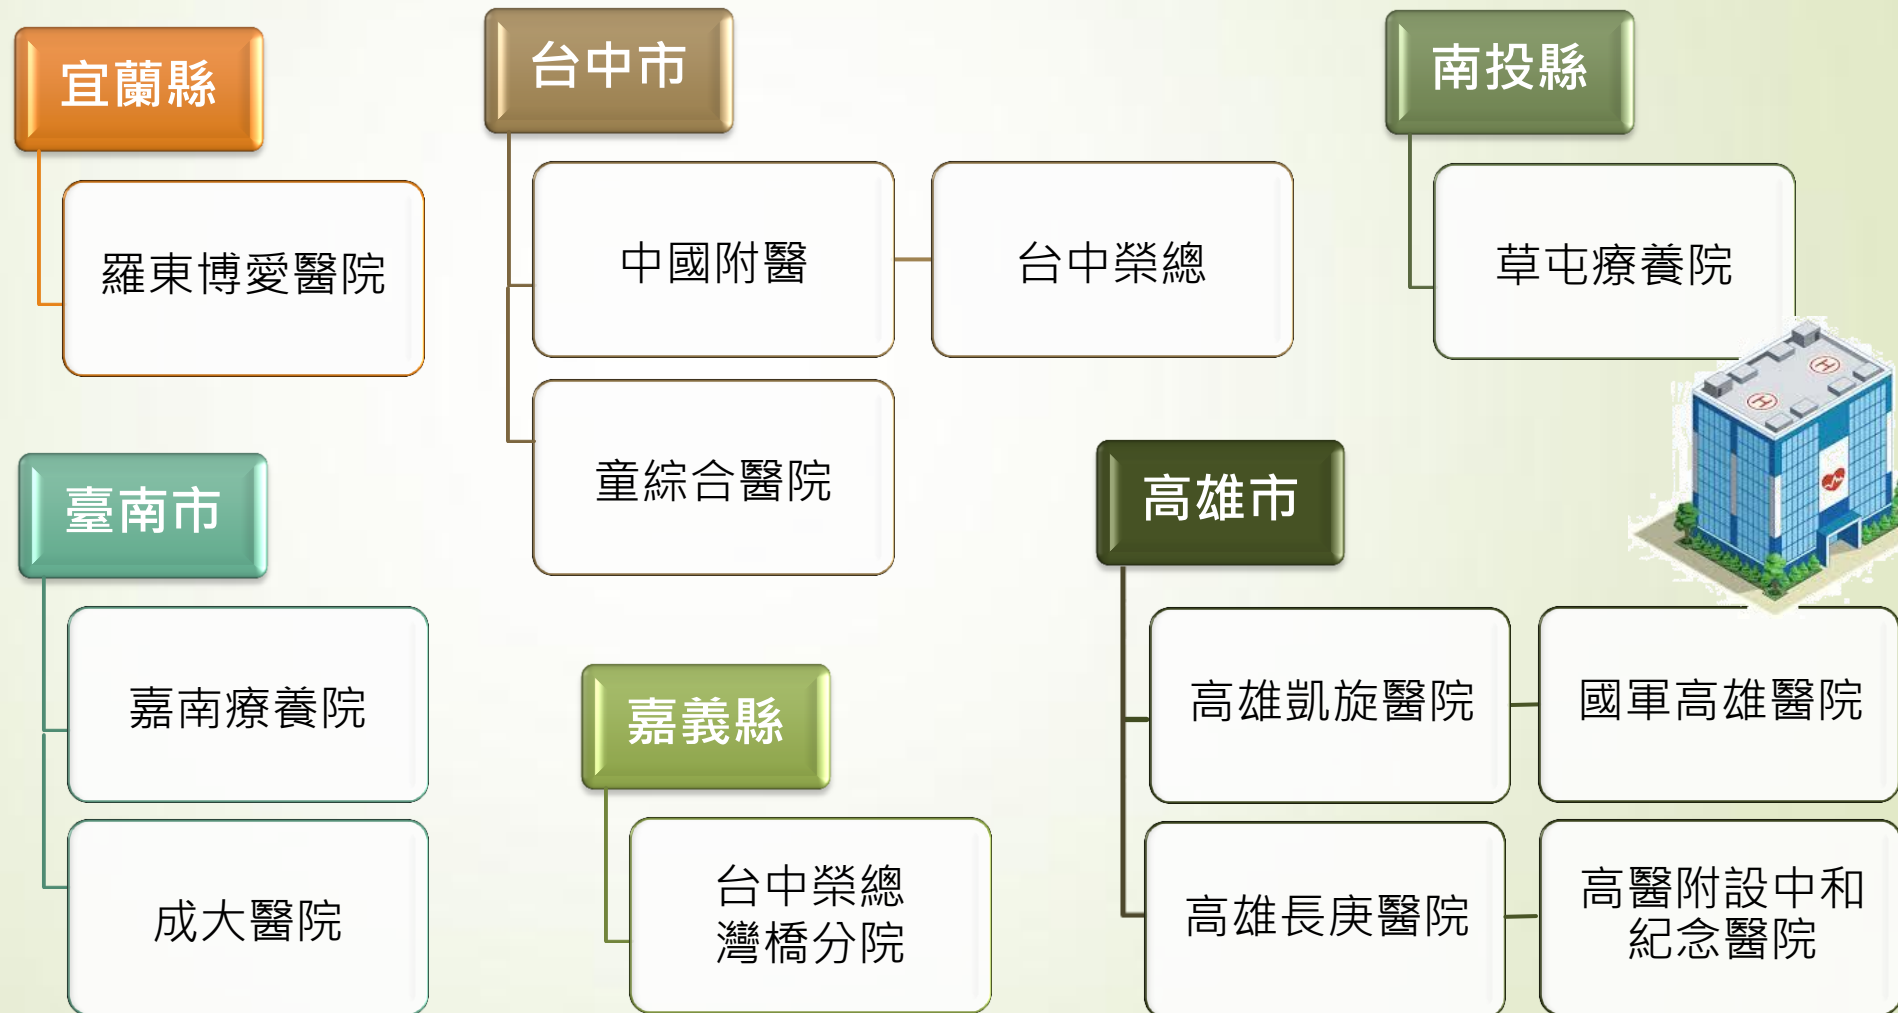 宜蘭縣
羅東博愛醫院
台中市
中國附醫
台中榮總
童綜合醫院
南投縣
草屯療養院
臺南市
嘉南療養院
成大醫院
嘉義縣
台中榮總
灣橋分院
高雄市
高雄凱旋醫院
國軍高雄醫院
高雄長庚醫院
高醫附設中和
紀念醫院
H
H